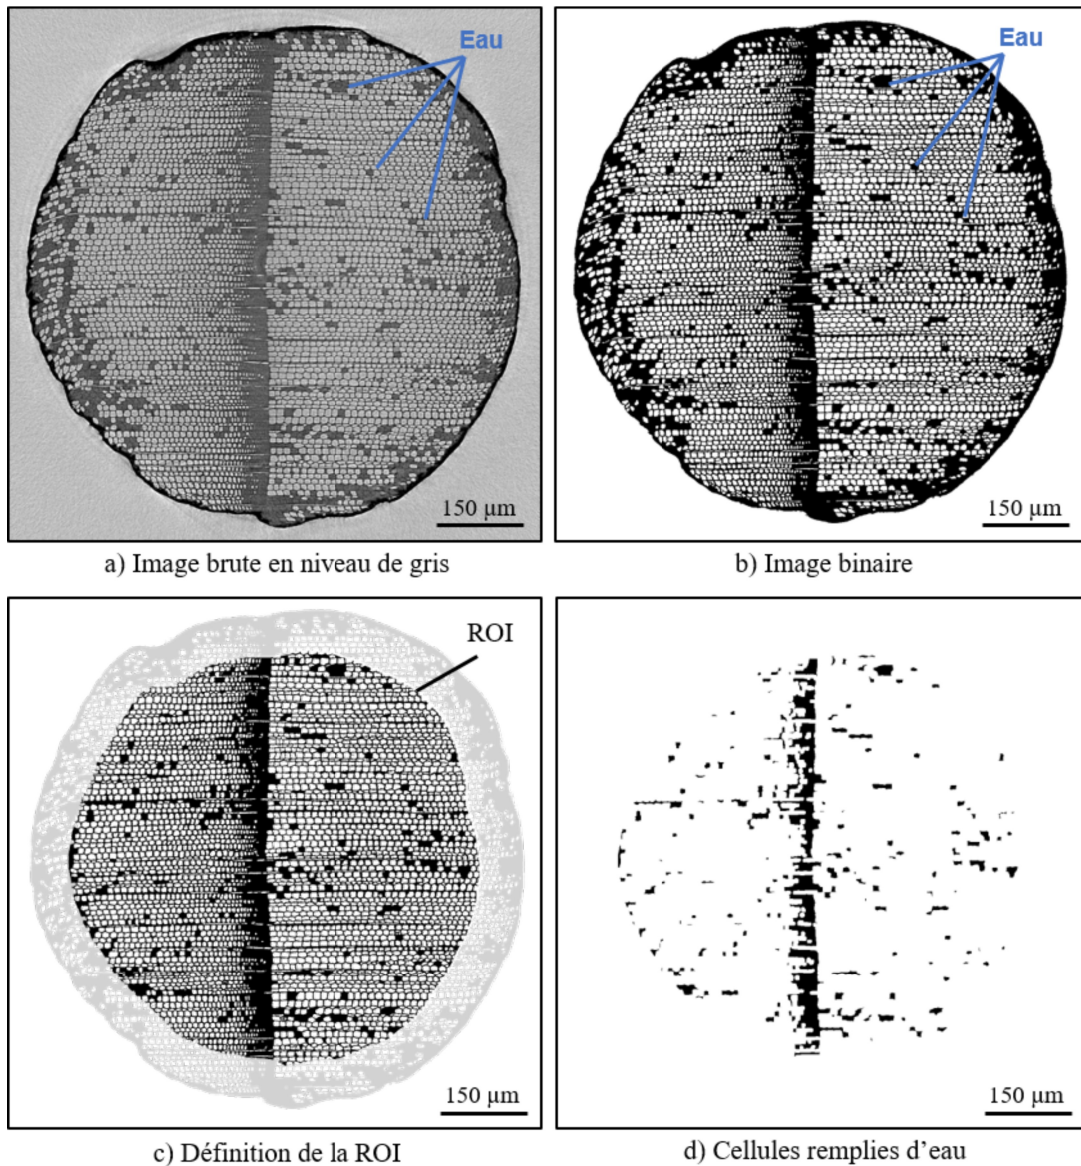 Eau
150 µm
a) Image brute en niveau de gris
Eau
150 µm
b) Image binaire
ROI
150 µm
c) Définition de la ROI
150 µm
d) Cellules remplies d’eau